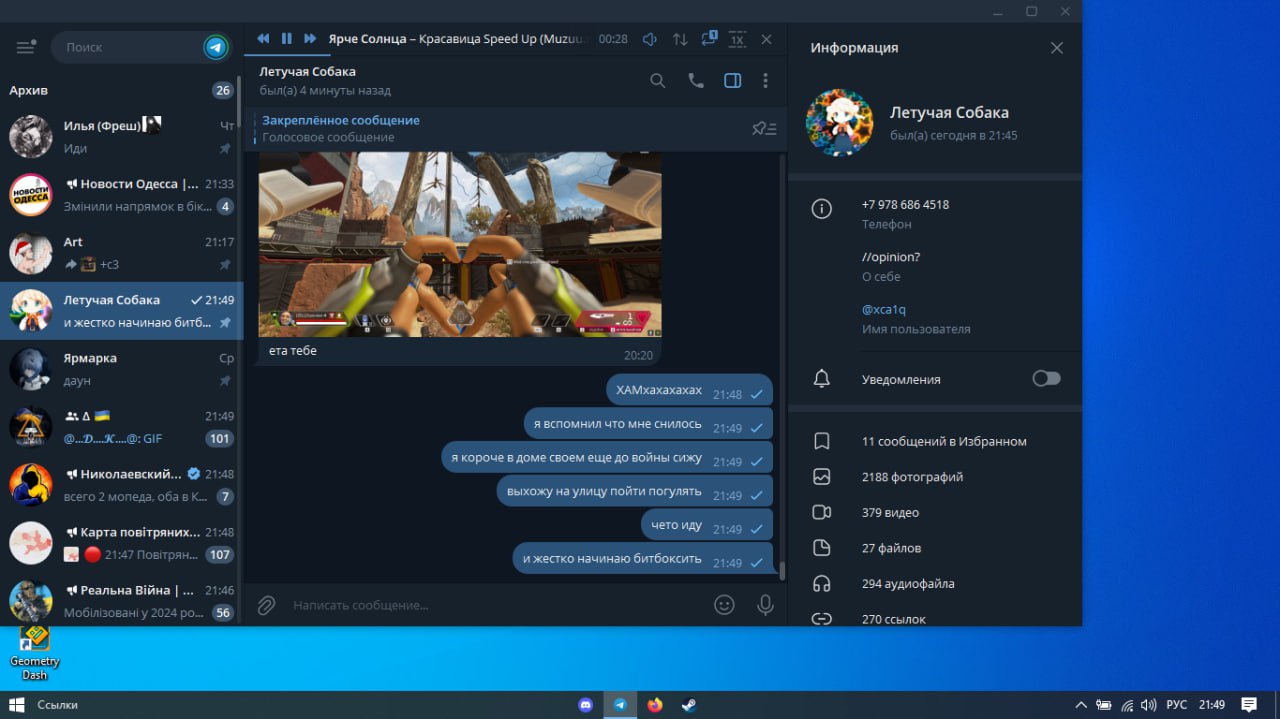 Поиск
Архив
26
Илья (Фреш)
Чт
Иди
НОВОСТИ
ОДЕССА
Новости Одесса |...
21:33
Змінили напрямок в бік...
4
Art
21:17
+с3
Летучая Собака
21:49
и жестко начинаю битб...
Ярмарка
Ср
даун
Δ
21:49
@...𝓓....𝓚....@: GIF
101
Николаевский...
21:48
всего 2 мопеда, оба в К...
7
Карта повітряних...
21:48
21:47 Повітрян...
107
Реальна Війна | ...
21:46
Мобілізовані у 2024 ро...
56
Ярче Солнца – Красавица Speed Up (Muzuu
00:28
1
1X
Летучая Собака
был(а) 4 минуты назад
Закреплённое сообщение
Голосовое сообщение
ета тебе
20:20
ХАМхахахахах
21:48
я вспомнил что мне снилось
21:49
я короче в доме своем еще до войны сижу
21:49
выхожу на улицу пойти погулять
21:49
чето иду
21:49
и жестко начинаю битбоксить
21:49
Написать сообщение...
Информация
Летучая Собака
был(а) сегодня в 21:45
+7 978 686 4518
Телефон
//opinion?
О себе
@xca1q
Имя пользователя
Уведомления
11 сообщений в Избранном
2188 фотографий
379 видео
27 файлов
294 аудиофайла
270 ссылок
Geometry
Dash
Ссылки
РУС
21:49